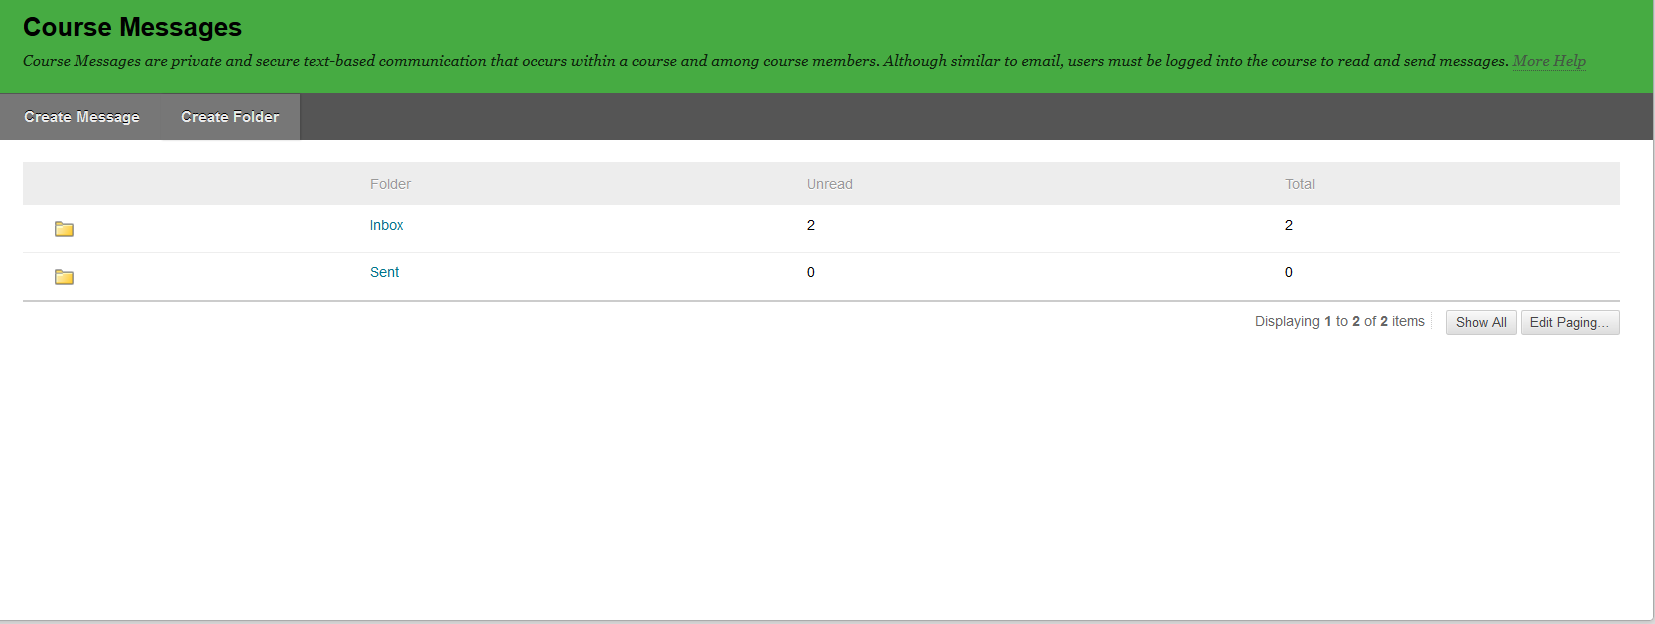 Course Messages
Course Messages are private and secure text-based communication that occurs within a course and among course members. Although similar to email, users must be logged into the course to read and send messages. More Help
Create Message Create Folder
Folder Unread Total
Inbox 2 2
Sent 0 0
Displaying 1 to 2 of 2 items Show All Edit Paging...